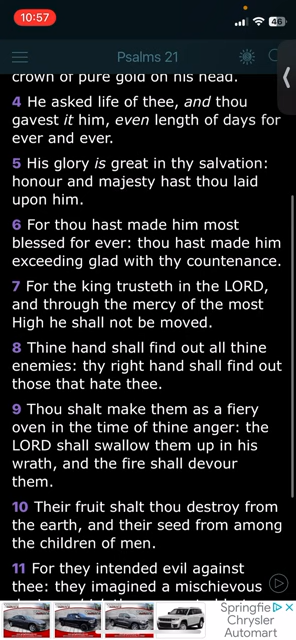 10:57
46
Psalms 21
crown of pure gold on his head.
4 He asked life of thee, and thou
gavest it him, even length of days for
ever and ever.
5 His glory is great in thy salvation:
honour and majesty hast thou laid
upon him.
6 For thou hast made him most
blessed for ever: thou hast made him
exceeding glad with thy countenance.
7 For the king trusteth in the LORD,
and through the mercy of the most
High he shall not be moved.
8 Thine hand shall find out all thine
enemies: thy right hand shall find out
those that hate thee.
9 Thou shalt make them as a fiery
oven in the time of thine anger: the
LORD shall swallow them up in his
wrath, and the fire shall devour
them.
10 Their fruit shalt thou destroy from
the earth, and their seed from among
the children of men.
11 For they intended evil against
thee: they imagined a mischievous
Springfie
Chrysler
Automart